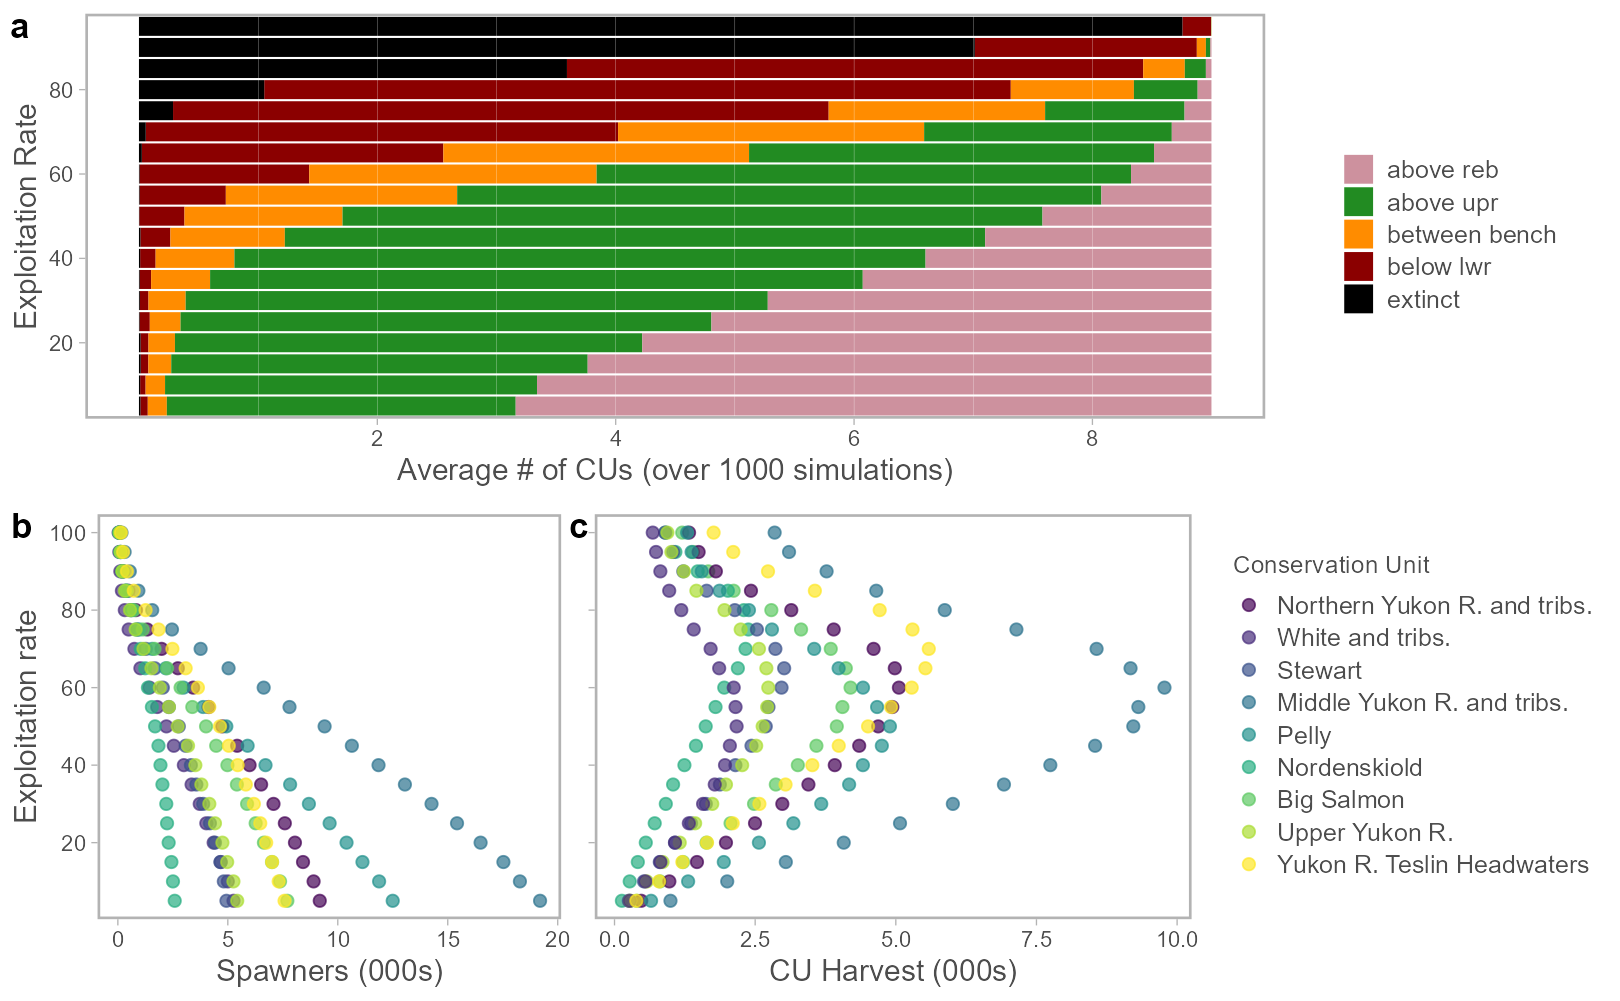 a
Exploitation Rate
80
60
40
20
2 4 6 8
Average # of CUs (over 1000 simulations)
above reb
above upr
between bench
below lwr
extinct
b
Exploitation rate
100
80
60
40
20
0 5 10 15 20
Spawners (000s)
c
0.0 2.5 5.0 7.5 10.0
CU Harvest (000s)
Conservation Unit
Northern Yukon R. and tribs.
White and tribs.
Stewart
Middle Yukon R. and tribs.
Pelly
Nordenskiold
Big Salmon
Upper Yukon R.
Yukon R. Teslin Headwaters